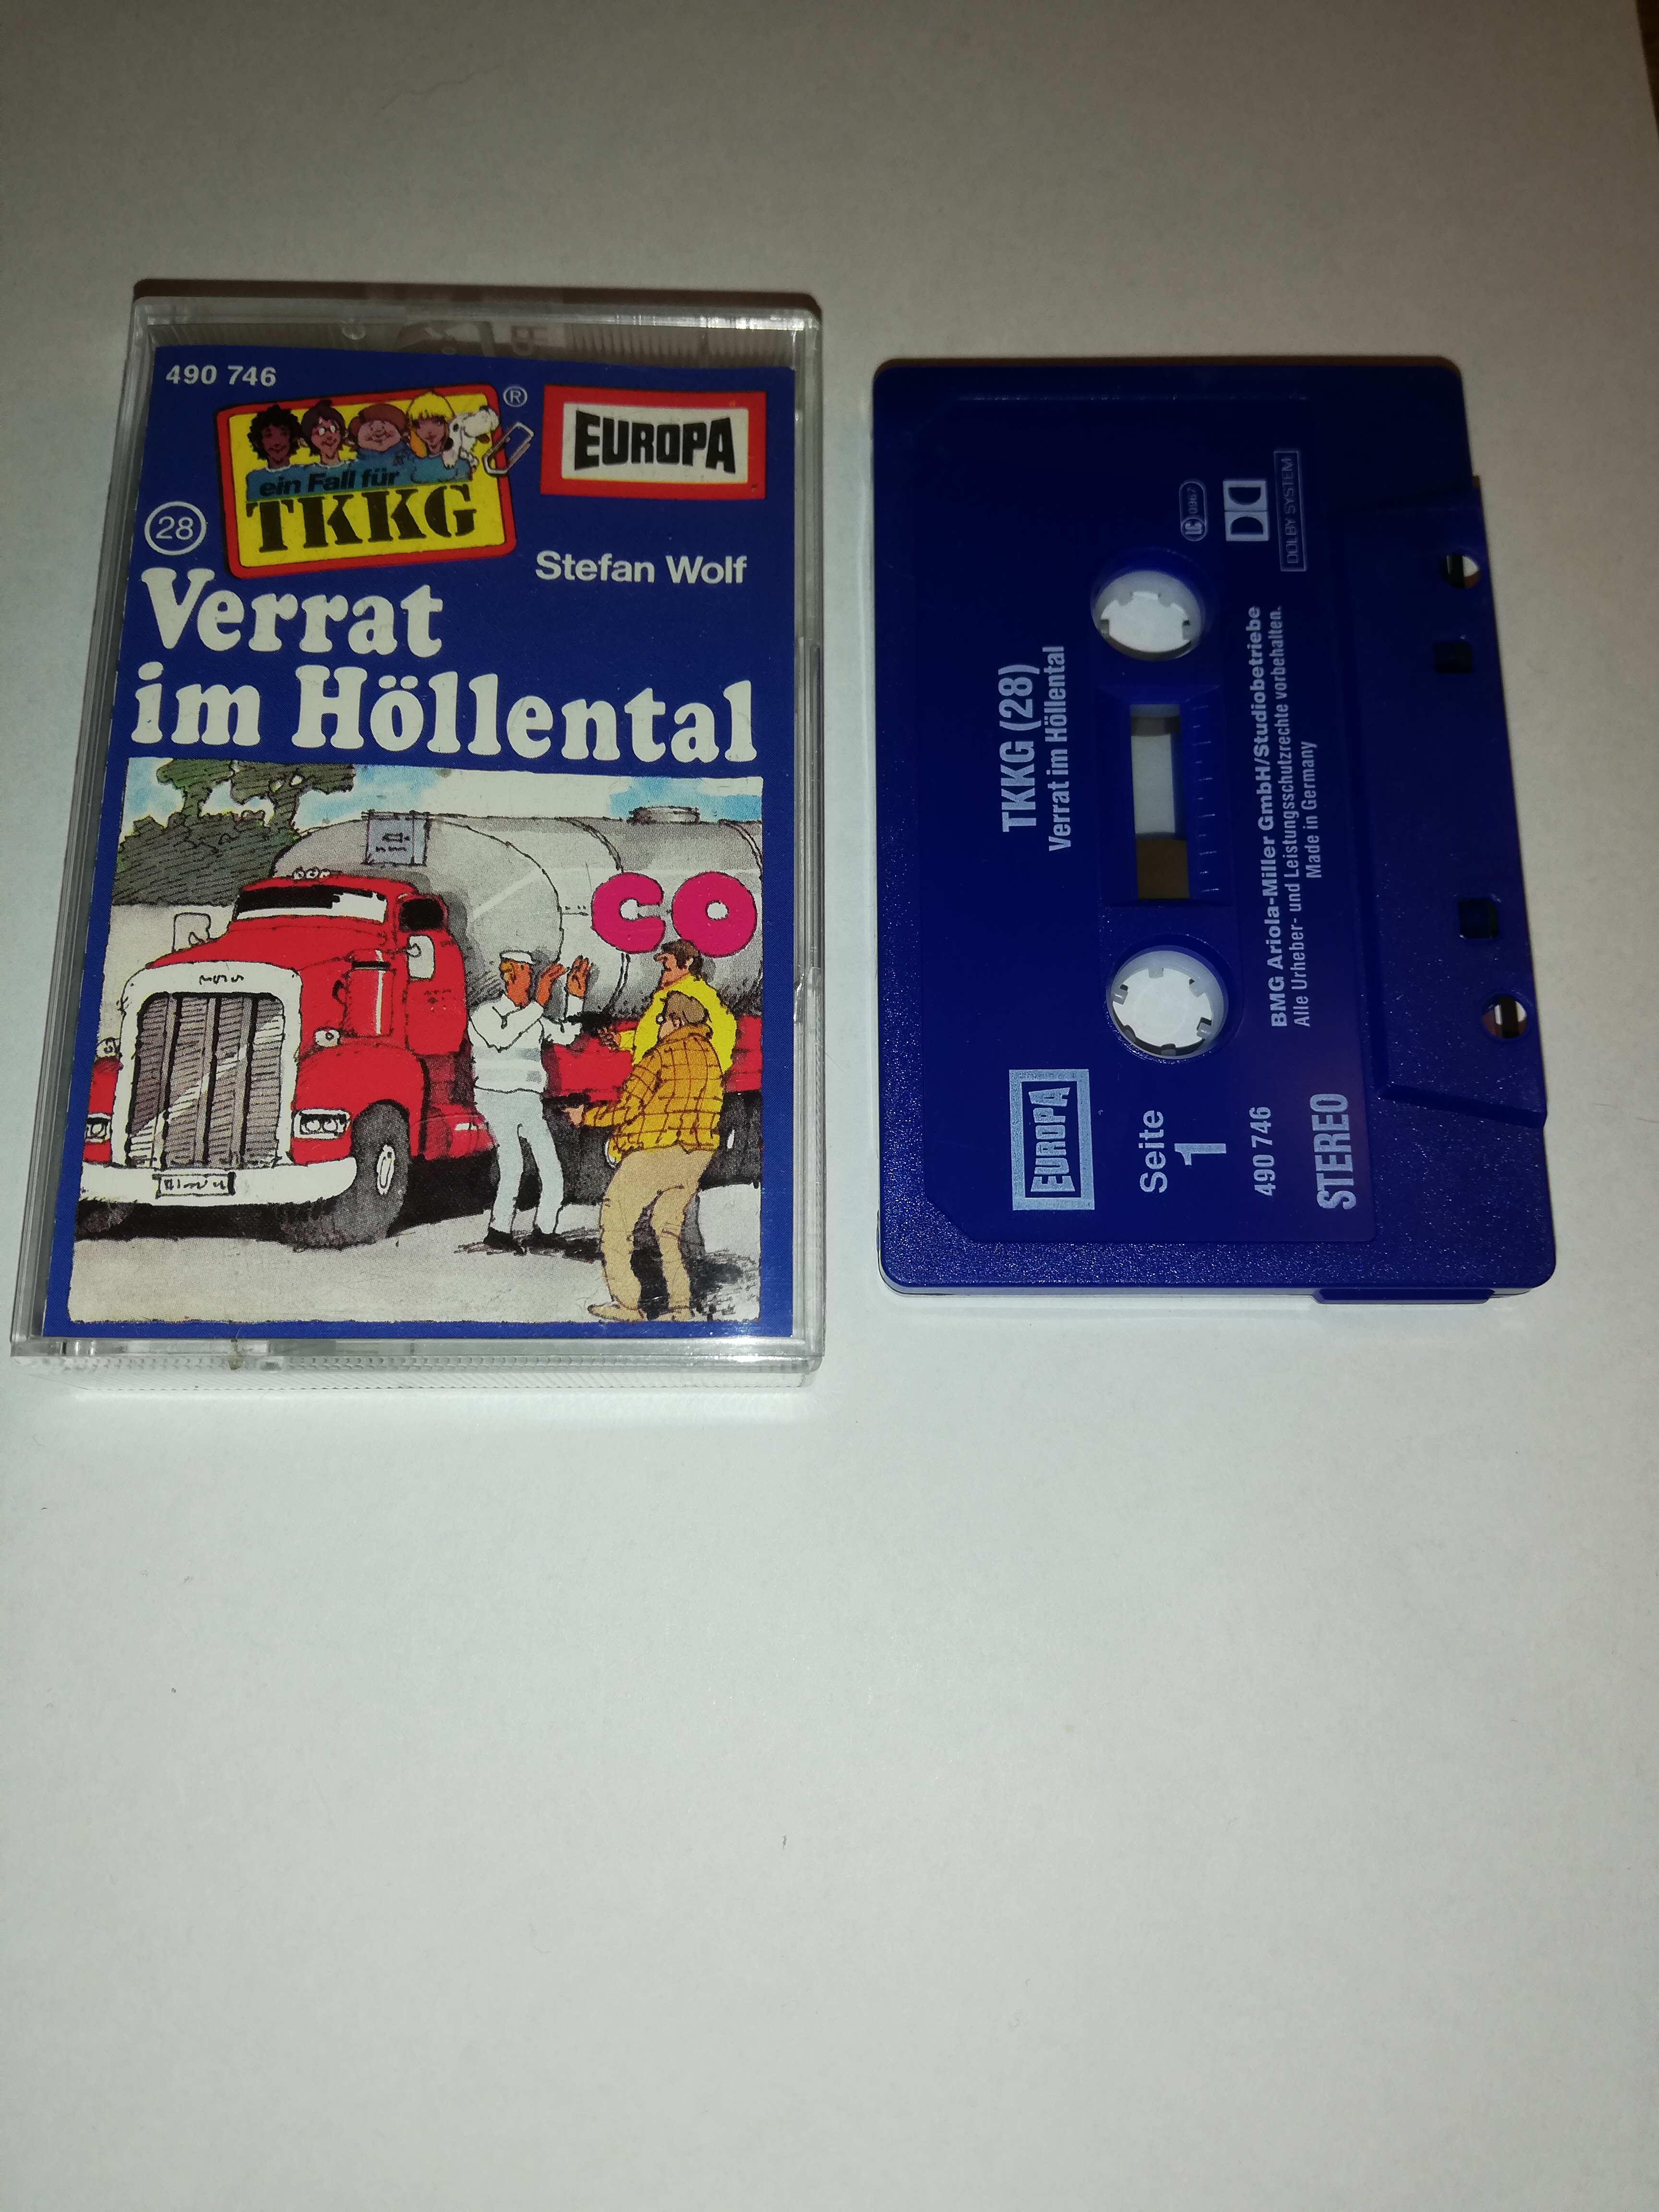 490 746
®
EUROPA
ein Fall für
TKKG
28
Stefan Wolf
Verrat
im Höllental
CO
TKKG (28)
Verrat im Höllental
EUROPA
Seite
1
490 746
STEREO
LC 0967
DOLBY SYSTEM
BMG Ariola-Miller GmbH/Studiobetriebe
Alle Urheber- und Leistungsschutzrechte vorbehalten.
Made in Germany